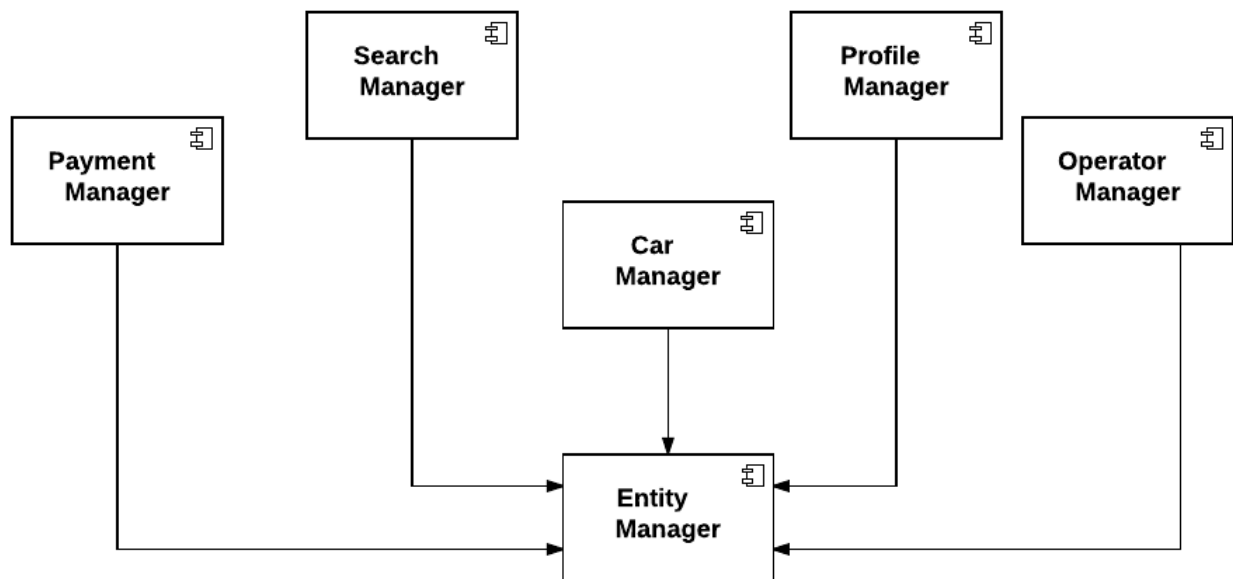 Search
Manager
Profile
Manager
Payment
Manager
Operator
Manager
Car
Manager
Entity
Manager